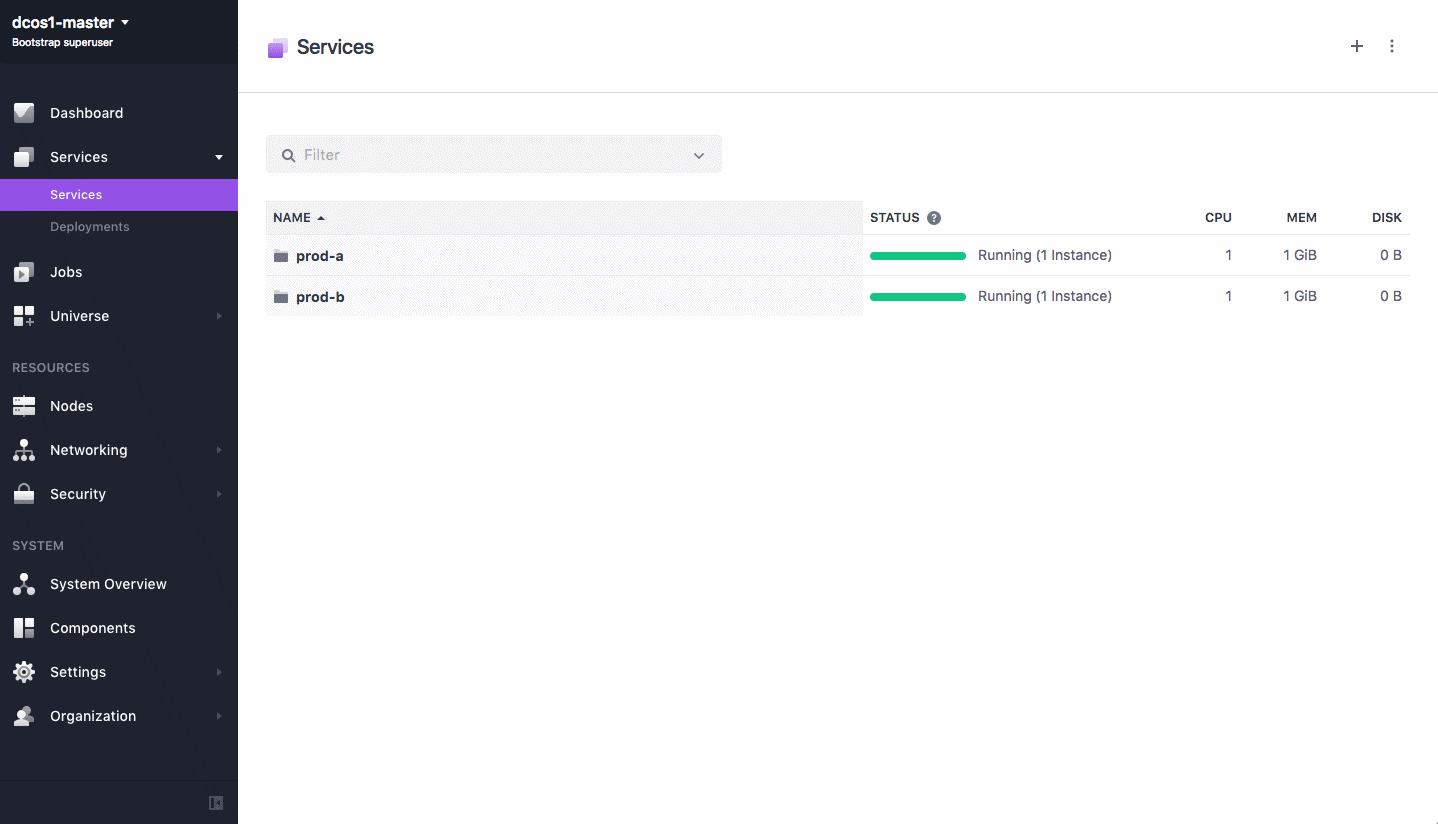 dcos1-master
Bootstrap superuser
Dashboard
Services
Services
Deployments
Jobs
Universe
RESOURCES
Nodes
Networking
Security
SYSTEM
System Overview
Components
Settings
Organization
Services
Filter
NAME STATUS ? CPU MEM DISK
prod-a Running (1 Instance) 1 1 GiB 0 B
prod-b Running (1 Instance) 1 1 GiB 0 B